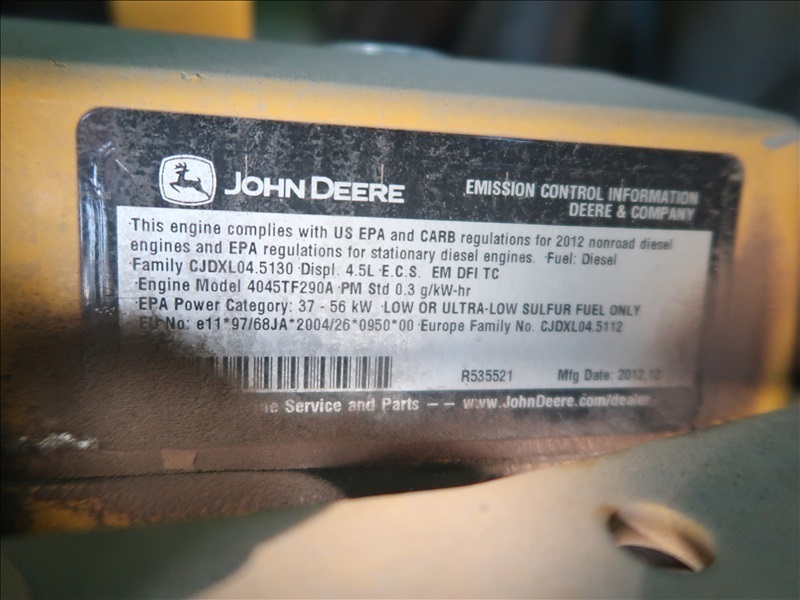 JOHN DEERE
EMISSION CONTROL INFORMATION
DEERE & COMPANY
This engine complies with US EPA and CARB regulations for 2012 nonroad diesel
engines and EPA regulations for stationary diesel engines. Fuel: Diesel
Family CJDXL04.5130 Displ. 4.5L E.C.S. EM DFI TC
Engine Model 4045TF290A PM Std 0.3 g/kW-hr
EPA Power Category: 37 - 56 kW LOW OR ULTRA-LOW SULFUR FUEL ONLY
EU No: e11*97/68JA*2004/26*0950*00 Europe Family No. CJDXL04.5112
R535521 Mfg Date: 2012.12
Service and Parts -- www.JohnDeere.com/dealer